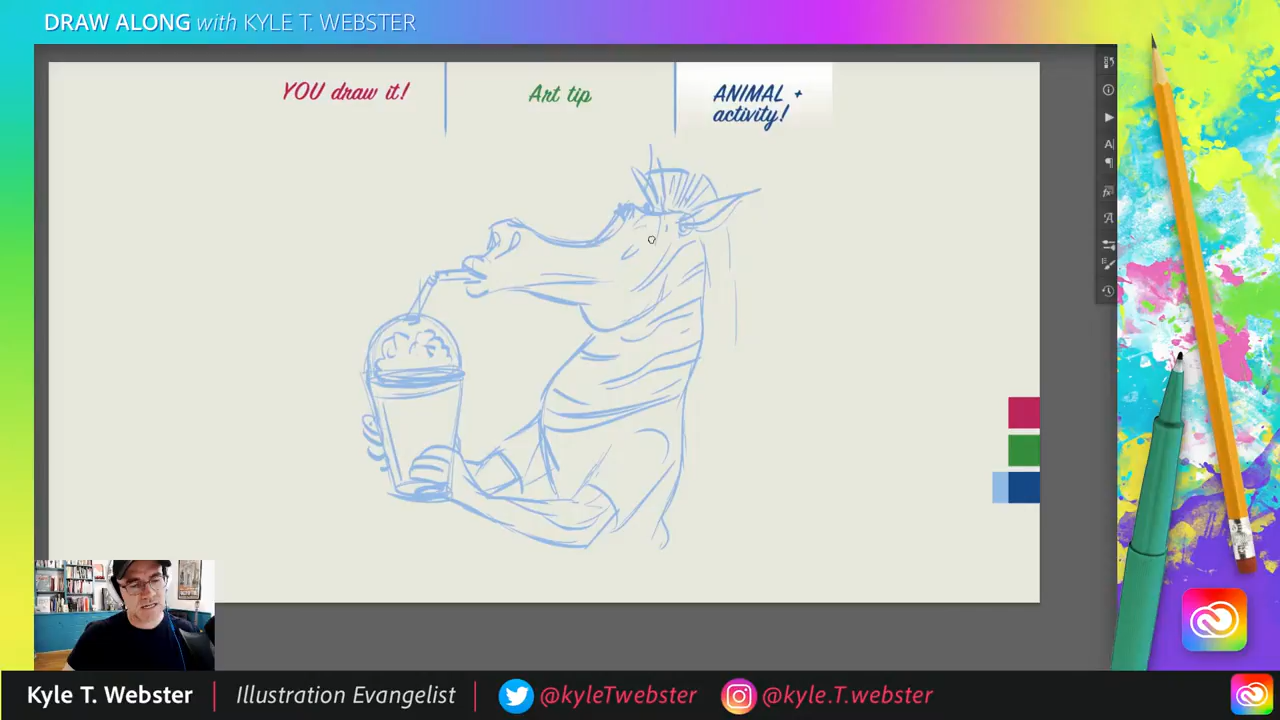 DRAW ALONG with KYLE T. WEBSTER
YOU draw it!
Art tip
ANIMAL +
activity!
Kyle T. Webster | Illustration Evangelist | @kyleTwebster @kyle.T.webster